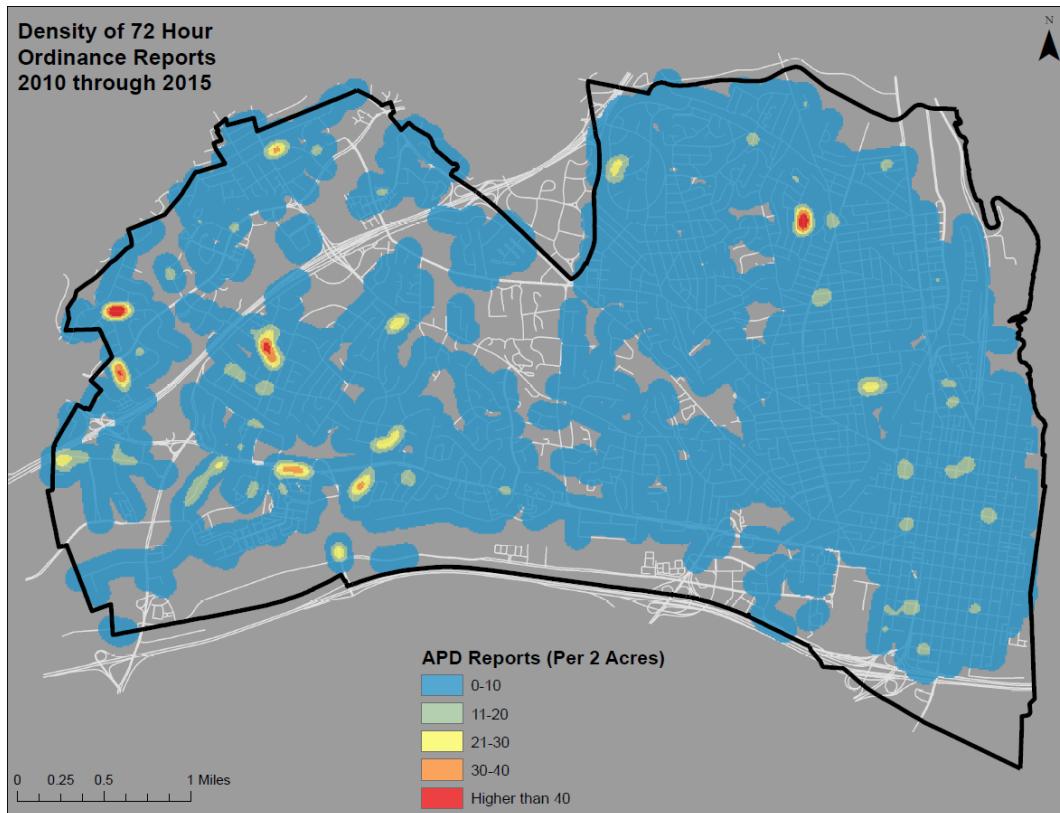 Density of 72 Hour
Ordinance Reports
2010 through 2015
N
APD Reports (Per 2 Acres)
0-10
11-20
21-30
30-40
Higher than 40
0 0.25 0.5 1 Miles